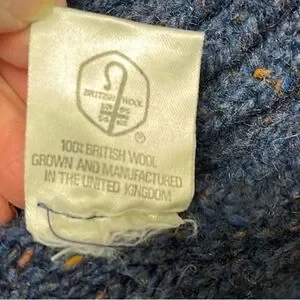 BRITISH WOOL
®
100% BRITISH WOOL
GROWN AND MANUFACTURED
IN THE UNITED KINGDOM